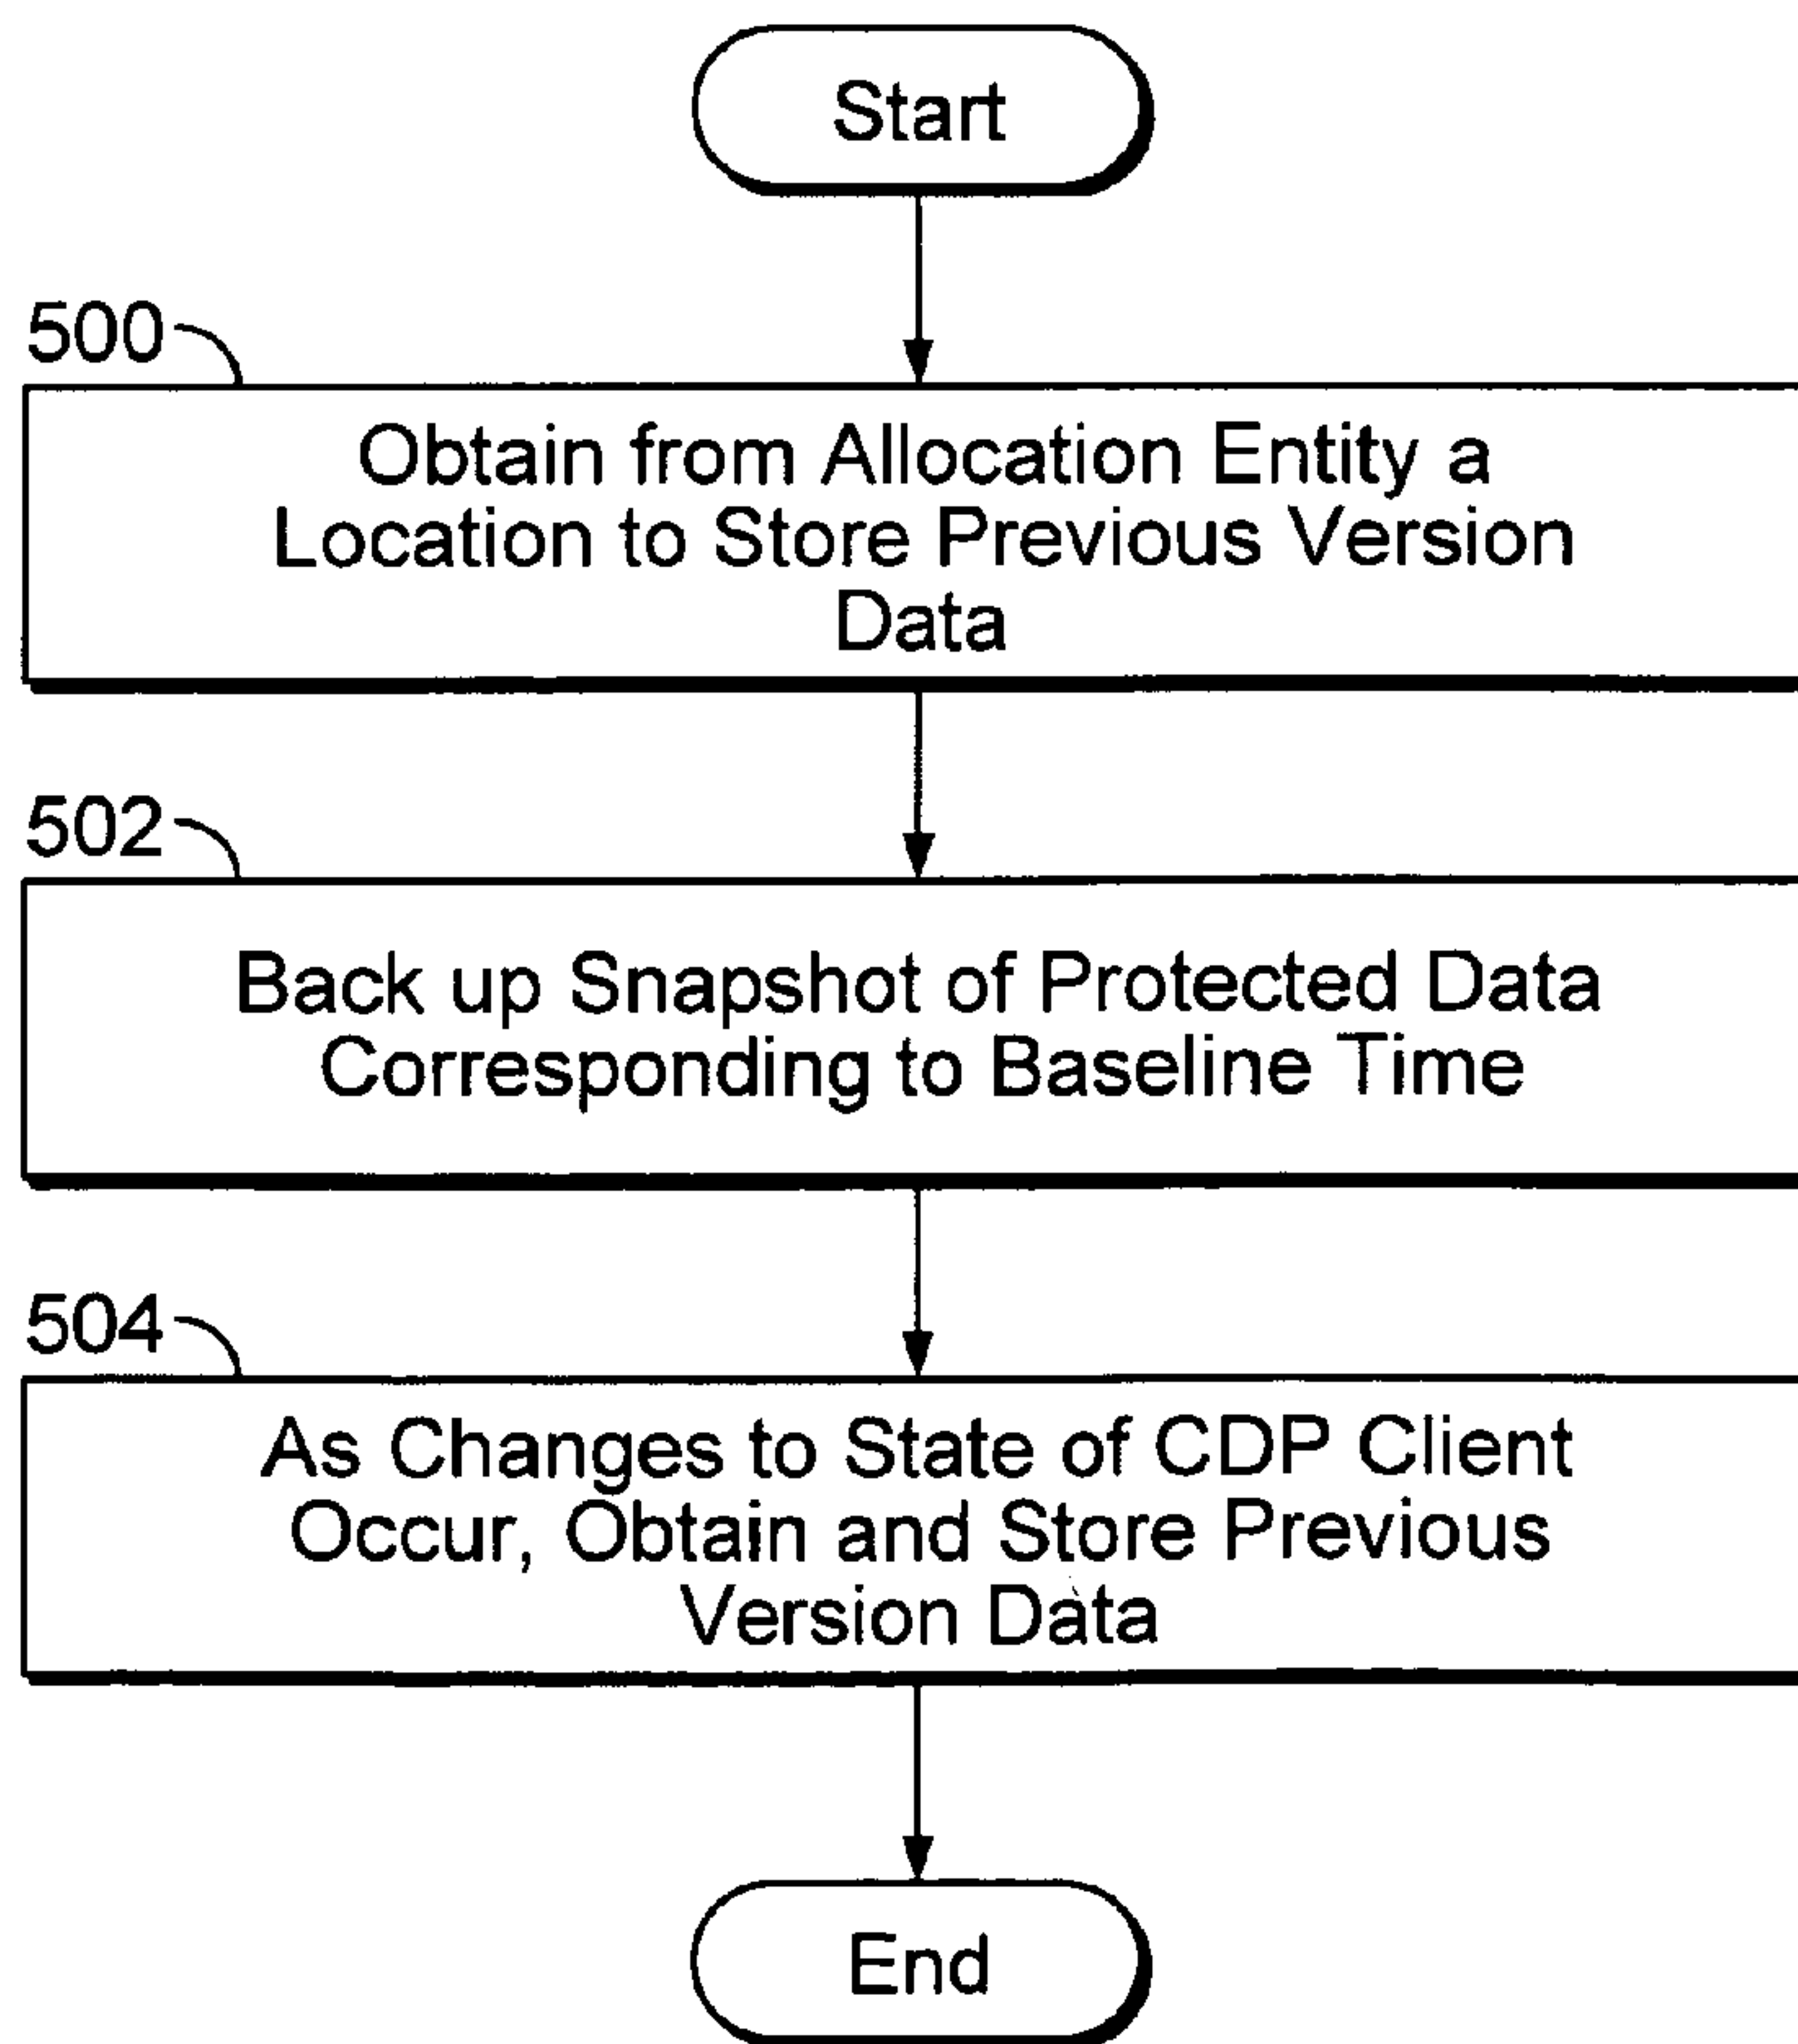 Start
500
Obtain from Allocation Entity a
Location to Store Previous Version
Data
502
Back up Snapshot of Protected Data
Corresponding to Baseline Time
504
As Changes to State of CDP Client
Occur, Obtain and Store Previous
Version Data
End